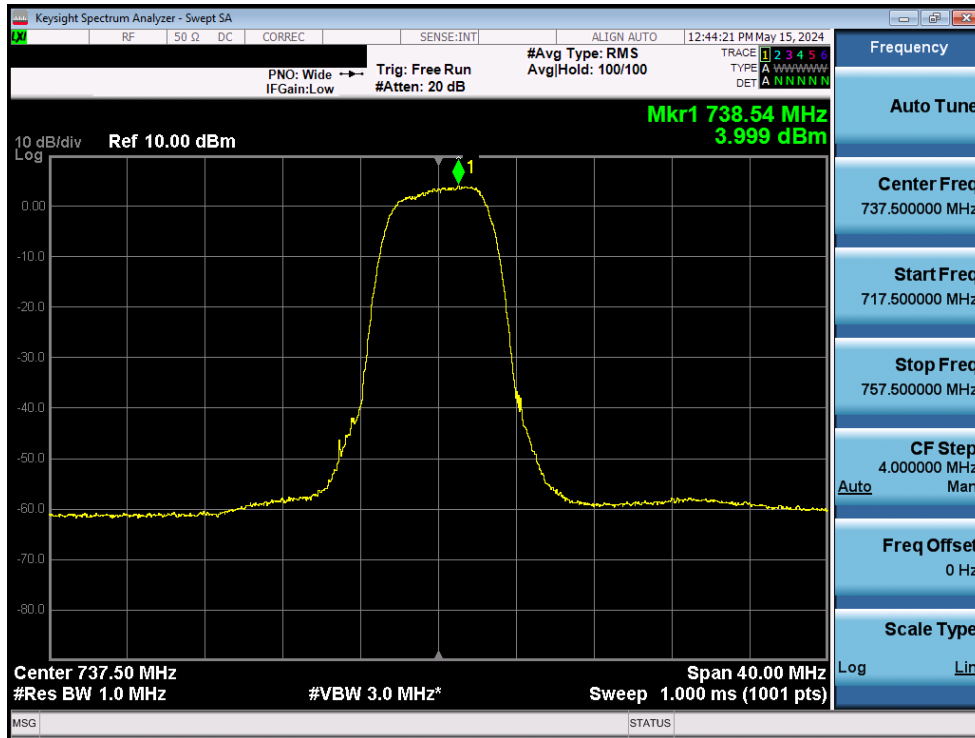 Keysight Spectrum Analyzer - Swept SA
LXI RF 50 Ω DC CORREC SENSE:INT ALIGN AUTO 12:44:21 PM May 15, 2024
PNO: Wide
IFGain:Low
Trig: Free Run
#Atten: 20 dB
#Avg Type: RMS
Avg|Hold: 100/100
TRACE 1 2 3 4 5 6
TYPE A WWWWW
DET A N N N N N
Mkr1 738.54 MHz
3.999 dBm
10 dB/div Ref 10.00 dBm
Log
1
0.00
-10.0
-20.0
-30.0
-40.0
-50.0
-60.0
-70.0
-80.0
Center 737.50 MHz Span 40.00 MHz
#Res BW 1.0 MHz #VBW 3.0 MHz* Sweep 1.000 ms (1001 pts)
MSG STATUS
Frequency
Auto Tune
Center Freq
737.500000 MHz
Start Freq
717.500000 MHz
Stop Freq
757.500000 MHz
CF Step
4.000000 MHz
Auto Man
Freq Offset
0 Hz
Scale Type
Log Lin